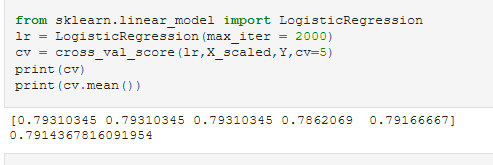 from sklearn.linear_model import LogisticRegression
lr = LogisticRegression(max_iter = 2000)
cv = cross_val_score(lr,X_scaled,Y,cv=5)
print(cv)
print(cv.mean())
[0.79310345 0.79310345 0.79310345 0.7862069  0.79166667]
0.7914367816091954